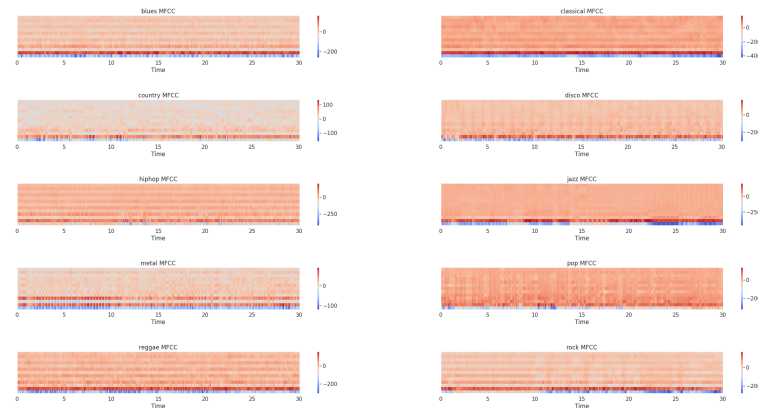 blues MFCC
0
-200
0 5 10 15 20 25 30
Time
classical MFCC
0
0 5 10 15 20 25 30
Time
country MFCC
100
0
-100
0 5 10 15 20 25 30
Time
disco MFCC
0
0 5 10 15 20 25 30
Time
hiphop MFCC
0
-250
0 5 10 15 20 25 30
Time
jazz MFCC
0
0 5 10 15 20 25 30
Time
metal MFCC
0
-100
0 5 10 15 20 25 30
Time
pop MFCC
0
0 5 10 15 20 25 30
Time
reggae MFCC
0
-200
0 5 10 15 20 25 30
Time
rock MFCC
0
0 5 10 15 20 25 30
Time